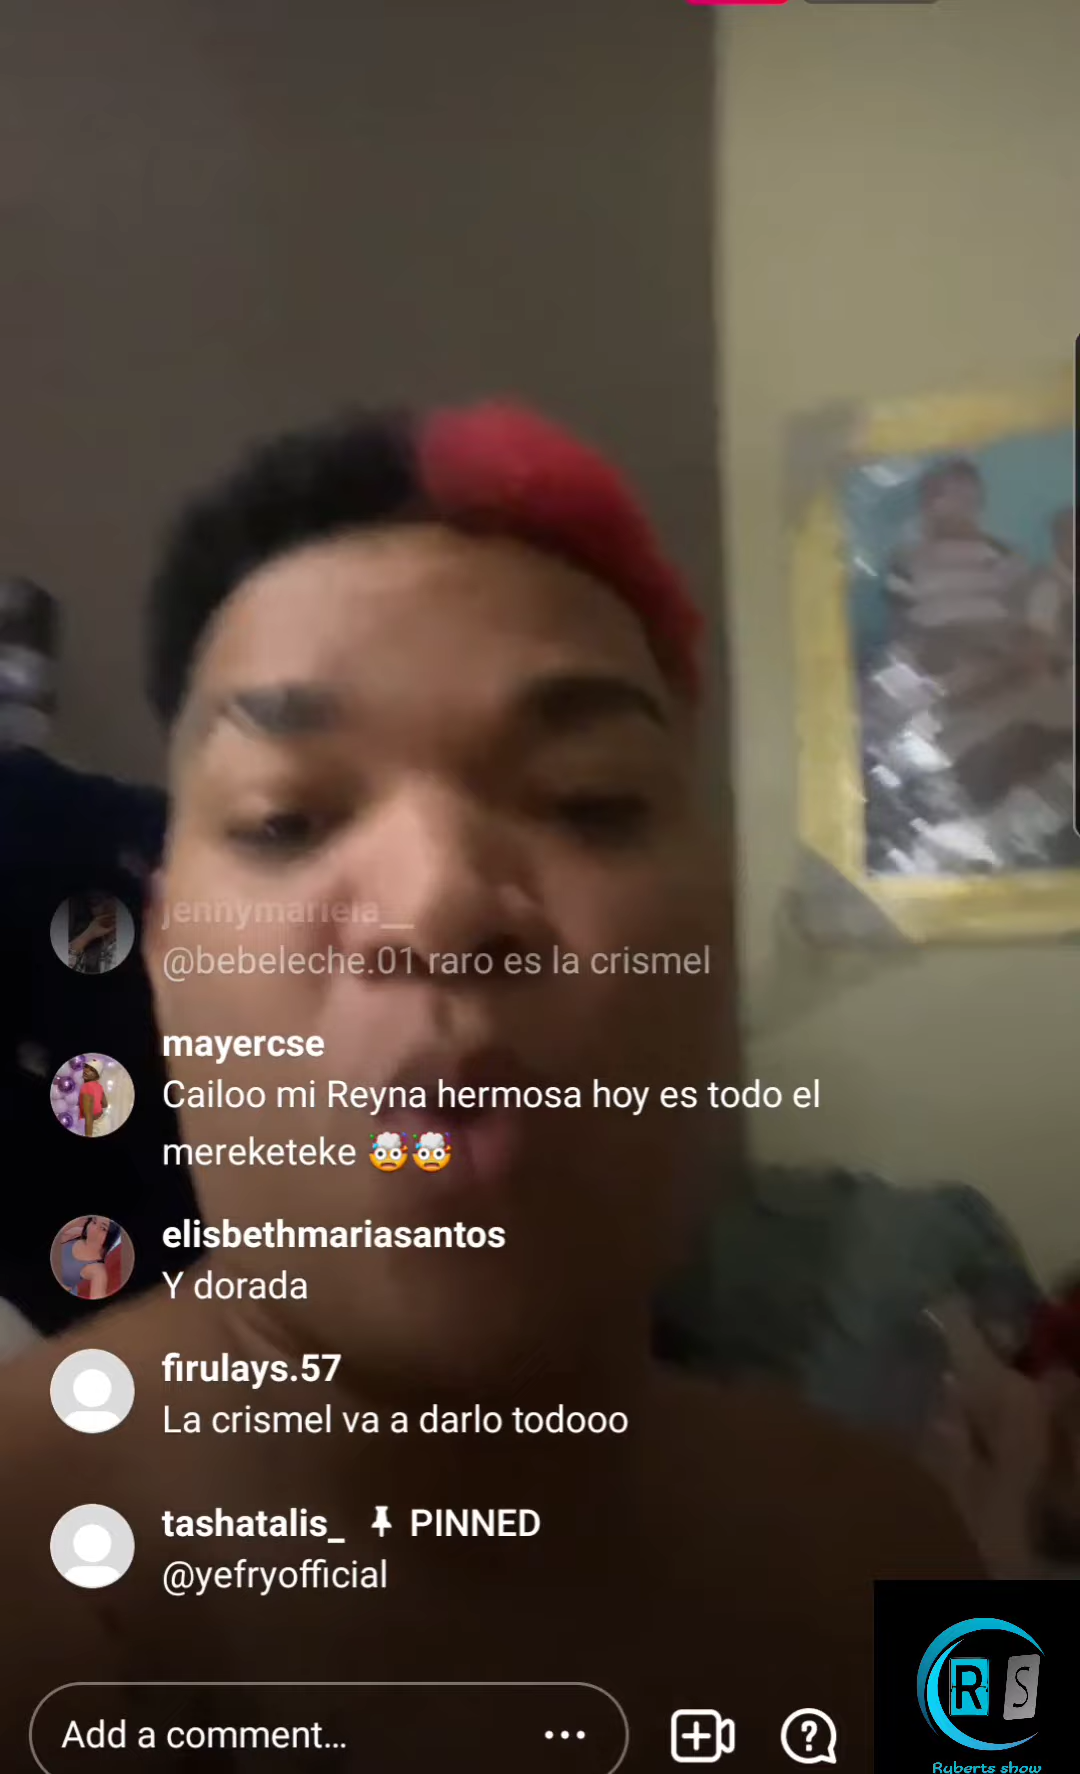 jennymariela__
@bebeleche.01 raro es la crismel
mayercse
Cailoo mi Reyna hermosa hoy es todo el
mereketeke 🤯🤯
elisbethmariasantos
Y dorada
firulays.57
La crismel va a darlo todooo
tashatalis_ PINNED
@yefryofficial
Add a comment...
R S
Ryberts show